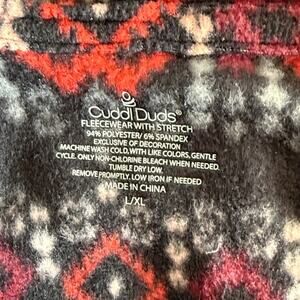 Cuddl Duds®
FLEECEWEAR WITH STRETCH
94% POLYESTER/ 6% SPANDEX
EXCLUSIVE OF DECORATION
MACHINE WASH COLD, WITH LIKE COLORS, GENTLE
CYCLE. ONLY NON-CHLORINE BLEACH WHEN NEEDED.
TUMBLE DRY LOW.
REMOVE PROMPTLY. LOW IRON IF NEEDED
MADE IN CHINA
L/XL